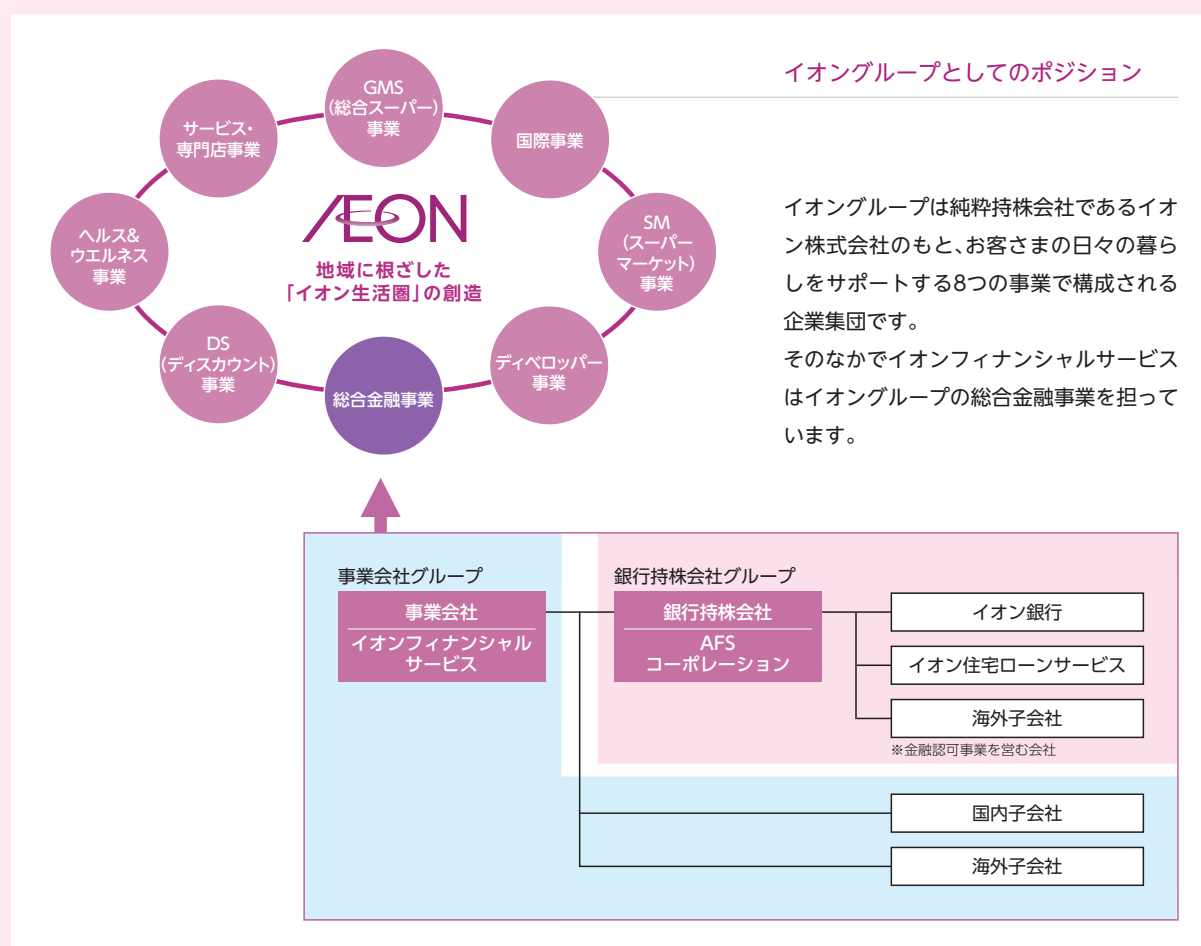 イオングループとしてのポジション
GMS
(総合スーパー)
事業
サービス・
専門店事業
国際事業
ÆON
地域に根ざした
「イオン生活圏」の創造
ヘルス&
ウエルネス
事業
SM
(スーパー
マーケット)
事業
DS
(ディスカウント)
事業
総合金融事業
ディベロッパー
事業
イオングループは純粋持株会社であるイオ
ン株式会社のもと、お客さまの日々の暮ら
しをサポートする8つの事業で構成される
企業集団です。
そのなかでイオンフィナンシャルサービス
はイオングループの総合金融事業を担って
います。
事業会社グループ
事業会社
イオンフィナンシャル
サービス
銀行持株会社グループ
銀行持株会社
AFS
コーポレーション
イオン銀行
イオン住宅ローンサービス
海外子会社
※金融認可事業を営む会社
国内子会社
海外子会社